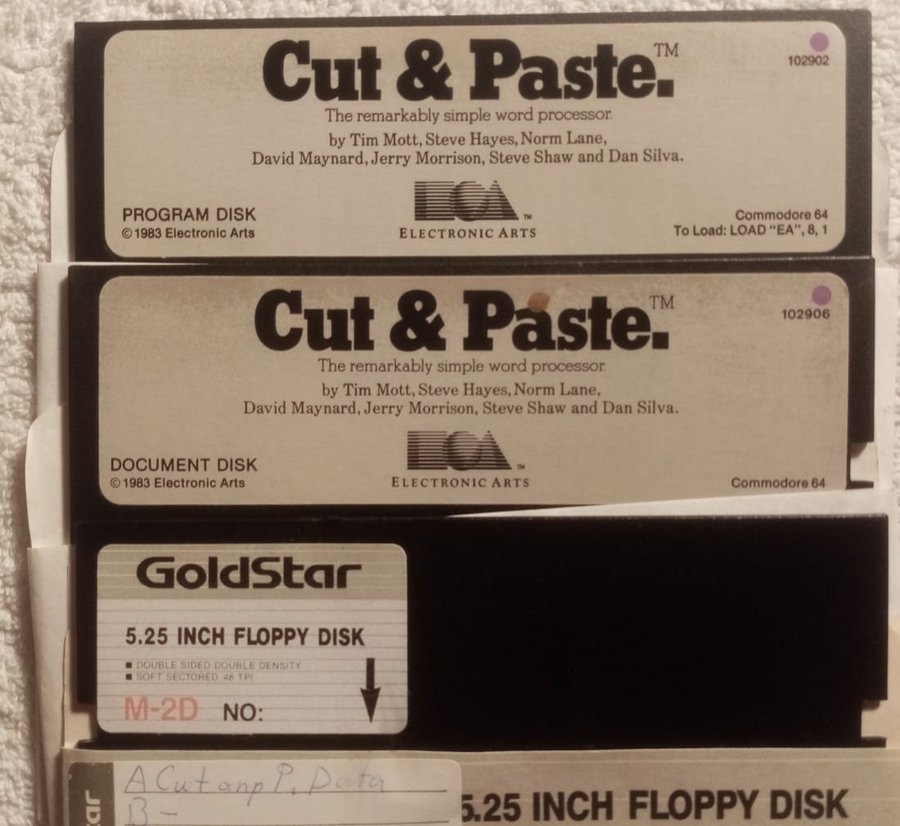 Cut & Paste.™
102902
The remarkably simple word processor.
by Tim Mott, Steve Hayes, Norm Lane,
David Maynard, Jerry Morrison, Steve Shaw and Dan Silva.
PROGRAM DISK
© 1983 Electronic Arts
ECA™
ELECTRONIC ARTS
Commodore 64
To Load: LOAD "EA", 8, 1
Cut & Paste.™
102906
The remarkably simple word processor.
by Tim Mott, Steve Hayes, Norm Lane,
David Maynard, Jerry Morrison, Steve Shaw and Dan Silva.
DOCUMENT DISK
© 1983 Electronic Arts
ECA™
ELECTRONIC ARTS
Commodore 64
GoldStar
5.25 INCH FLOPPY DISK
■ DOUBLE SIDED DOUBLE DENSITY
■ SOFT SECTORED 48 TPI
M-2D NO:
A Cut anp P. Data
B -
5.25 INCH FLOPPY DISK